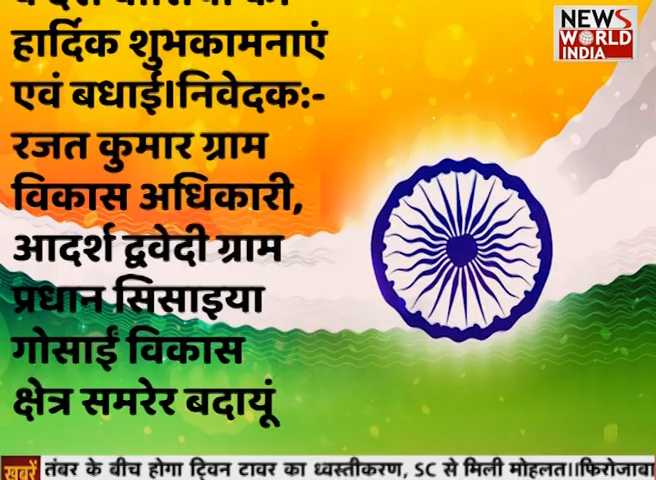 हार्दिक शुभकामनाएं
एवं बधाई।निवेदक:-
रजत कुमार ग्राम
विकास अधिकारी,
आदर्श द्ववेदी ग्राम
प्रधान सिसाइया
गोसाईं विकास
क्षेत्र समरेर बदायूं
NEWS
WORLD
INDIA
खबरें तंबर के बीच होगा ट्विन टावर का ध्वस्तीकरण, SC से मिली मोहलत।।फिरोजाबा